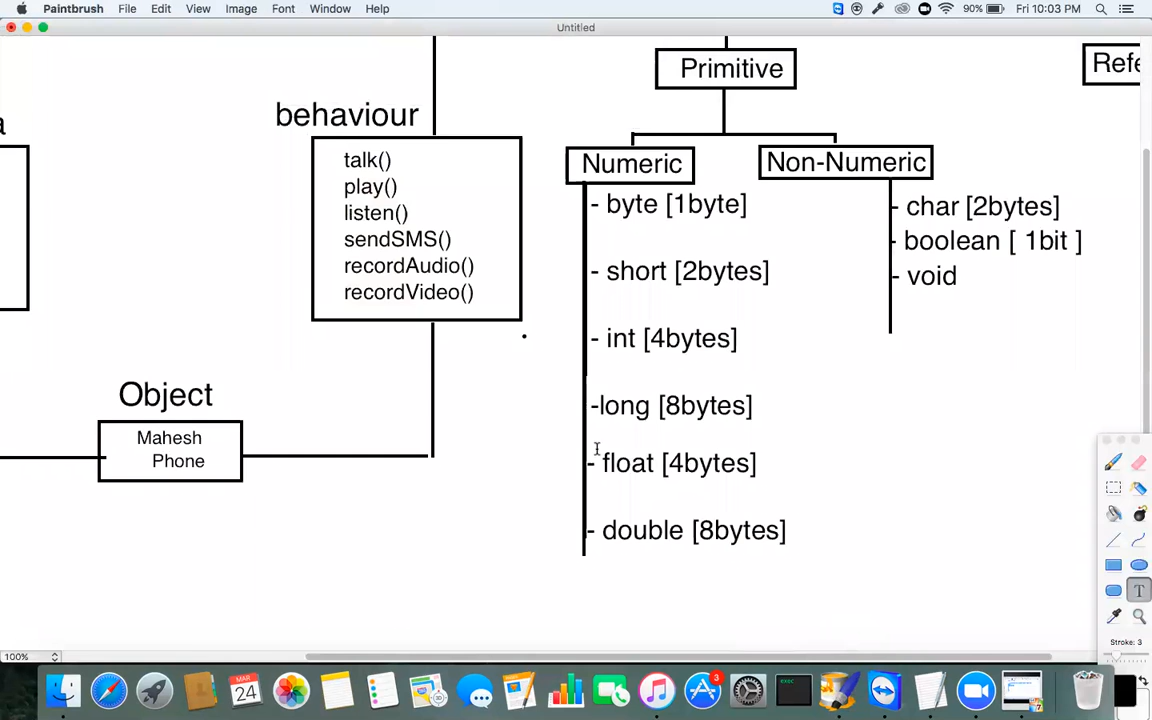 Paintbrush File Edit View Image Font Window Help 90% Fri 10:03 PM
Untitled
a
behaviour
talk()
play()
listen()
sendSMS()
recordAudio()
recordVideo()
Object
Mahesh
Phone
Primitive
Refe
Numeric
Non-Numeric
- byte [1byte]
- short [2bytes]
- int [4bytes]
-long [8bytes]
- float [4bytes]
- double [8bytes]
- char [2bytes]
- boolean [ 1bit ]
- void
T
Stroke: 3
100%
MAR
24
EXEC
3